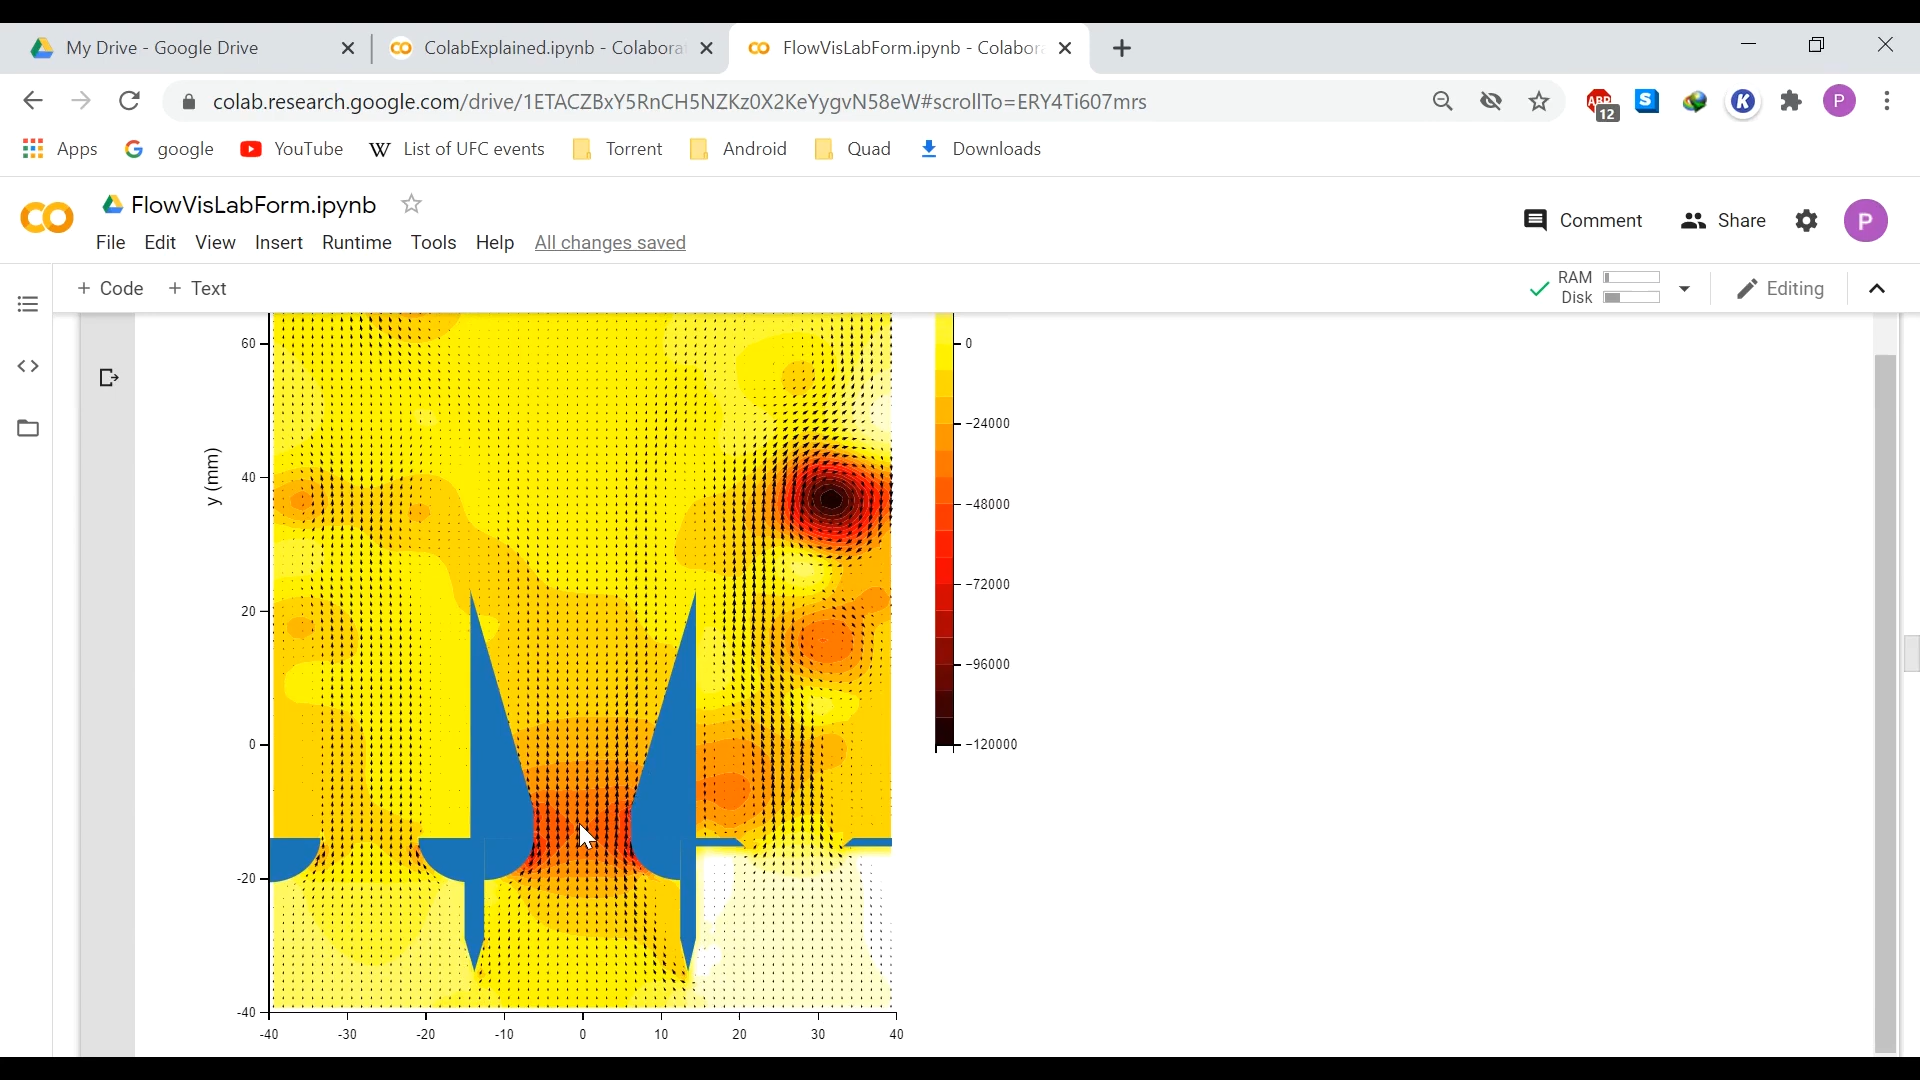 My Drive - Google Drive
ColabExplained.ipynb - Colabora
FlowVisLabForm.ipynb - Colabora
colab.research.google.com/drive/1ETACZBxY5RnCH5NZKz0X2KeYygvN58eW#scrollTo=ERY4Ti607mrs
ABP
12
S
K
P
Apps
google
YouTube
W
List of UFC events
Torrent
Android
Quad
Downloads
FlowVisLabForm.ipynb
File Edit View Insert Runtime Tools Help All changes saved
Comment
Share
P
+ Code + Text
RAM
Disk
Editing
60
40
20
0
-20
-40
y (mm)
-40 -30 -20 -10 0 10 20 30 40
0
-24000
-48000
-72000
-96000
-120000